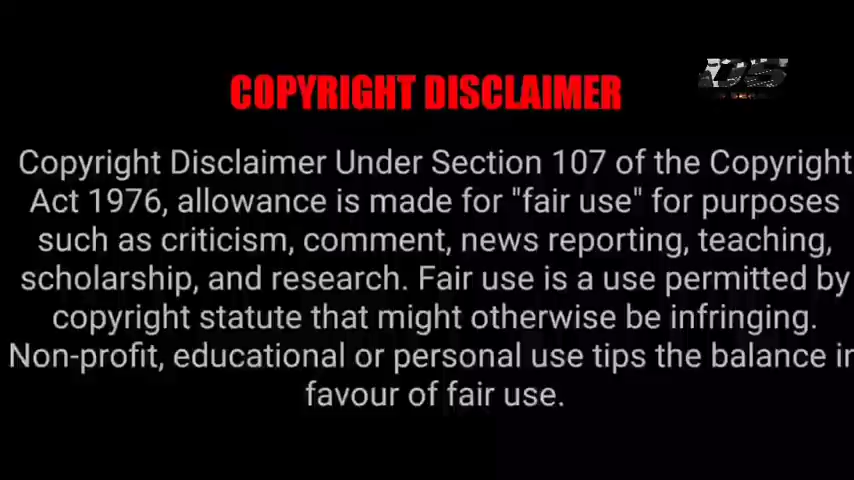 COPYRIGHT DISCLAIMER
Copyright Disclaimer Under Section 107 of the Copyright
Act 1976, allowance is made for "fair use" for purposes
such as criticism, comment, news reporting, teaching,
scholarship, and research. Fair use is a use permitted by
copyright statute that might otherwise be infringing.
Non-profit, educational or personal use tips the balance in
favour of fair use.